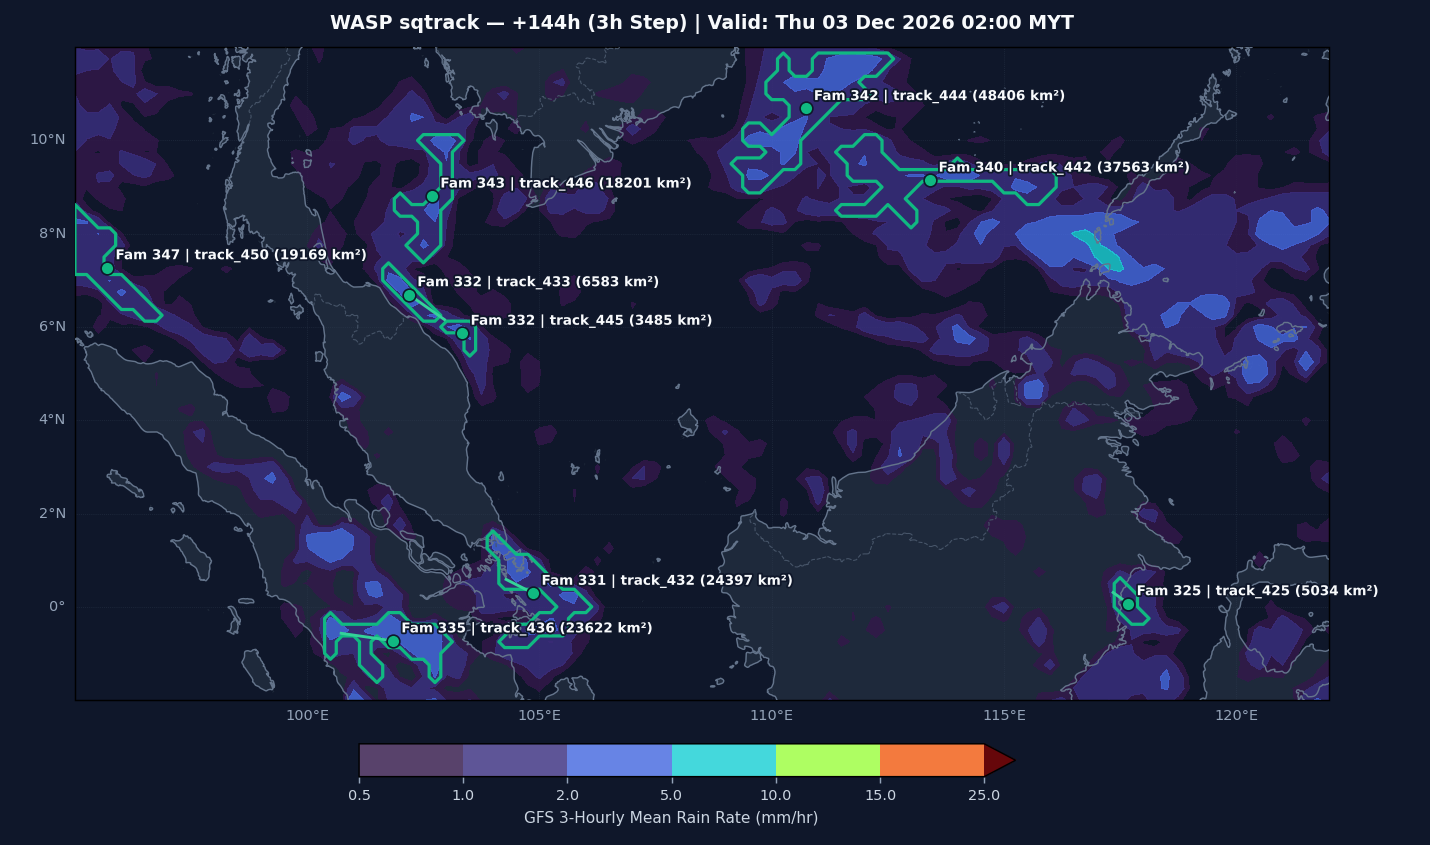 WASP sqtrack — +144h (3h Step) | Valid: Thu 03 Dec 2026 02:00 MYT
Fam 342 | track_444 (48406 km²)
10°N
Fam 340 | track_442 (37563 km²)
Fam 343 | track_446 (18201 km²)
8°N
Fam 347 | track_450 (19169 km²)
Fam 332 | track_433 (6583 km²)
6°N
Fam 332 | track_445 (3485 km²)
4°N
2°N
Fam 331 | track_432 (24397 km²)
Fam 325 | track_425 (5034 km²)
0°
Fam 335 | track_436 (23622 km²)
100°E 105°E 110°E 115°E 120°E
0.5 1.0 2.0 5.0 10.0 15.0 25.0
GFS 3-Hourly Mean Rain Rate (mm/hr)